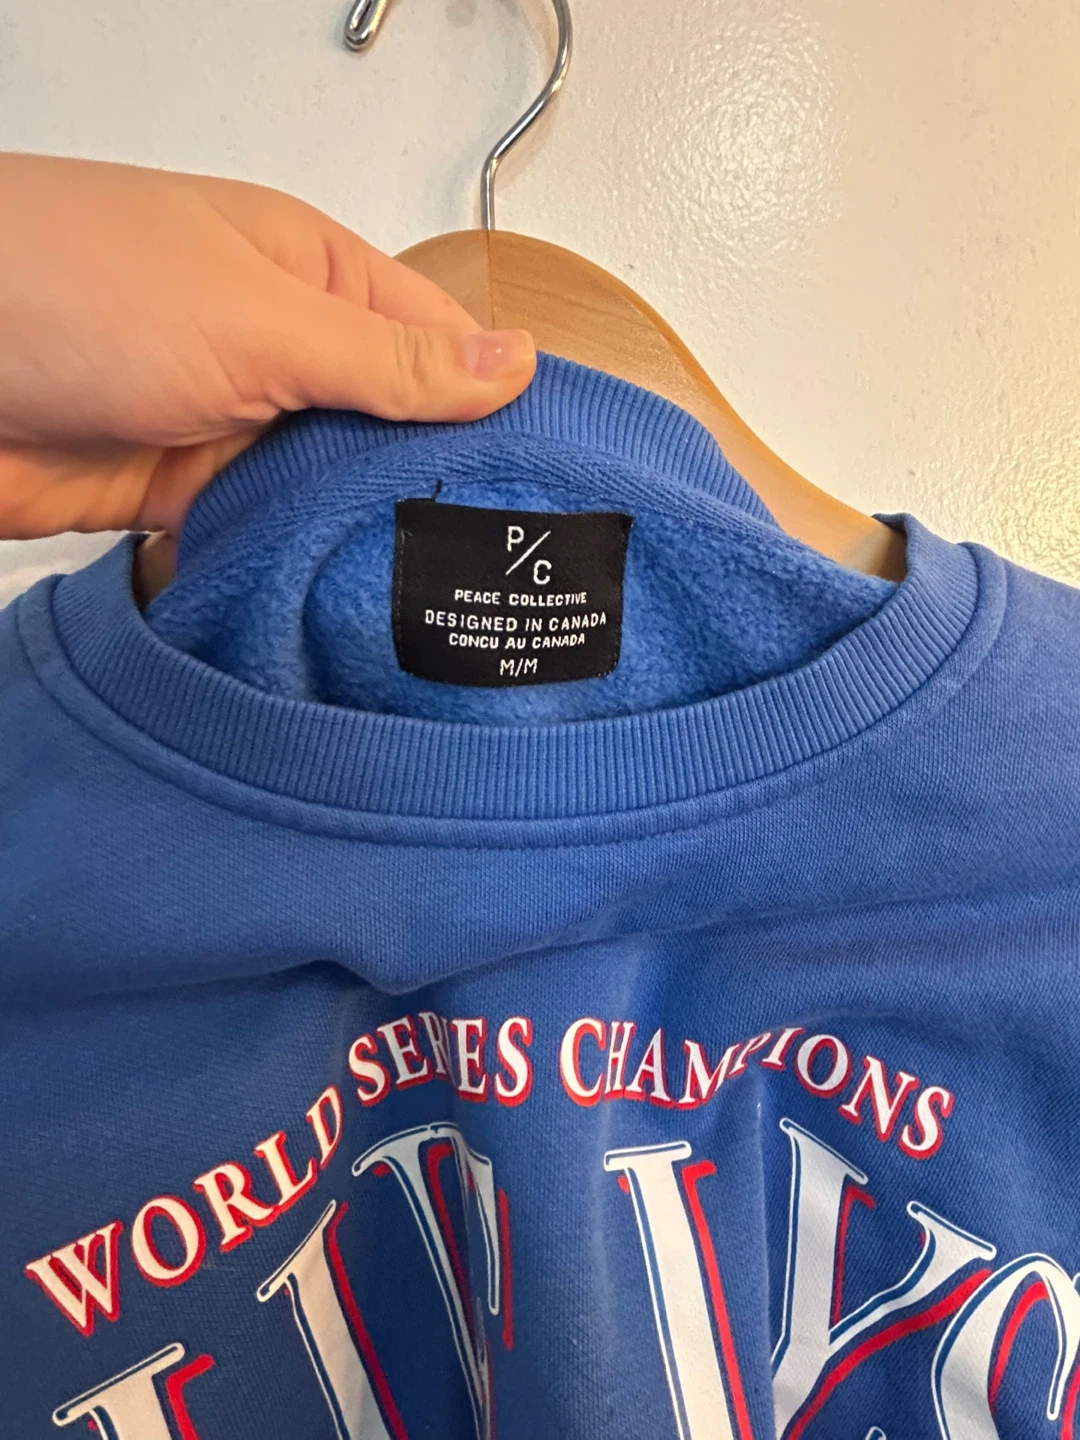 P/C
PEACE COLLECTIVE
DESIGNED IN CANADA
CONCU AU CANADA
M/M
WORLD SERIES CHAMPIONS